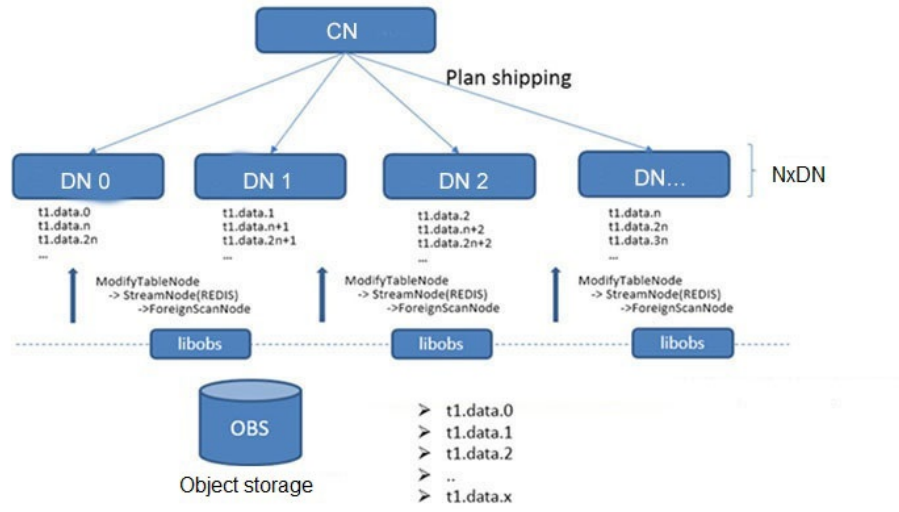 CN
Plan shipping
DN 0
DN 1
DN 2
DN...
NxDN
t1.data.0
t1.data.n
t1.data.2n
...
t1.data.1
t1.data.n+1
t1.data.2n+1
...
t1.data.2
t1.data.n+2
t1.data.2n+2
...
t1.data.n
t1.data.2n
t1.data.3n
...
ModifyTableNode
-> StreamNode(REDIS)
->ForeignScanNode
ModifyTableNode
-> StreamNode(REDIS)
->ForeignScanNode
ModifyTableNode
-> StreamNode(REDIS)
->ForeignScanNode
libobs
libobs
libobs
OBS
Object storage
➢ t1.data.0
➢ t1.data.1
➢ t1.data.2
➢ ..
➢ t1.data.x